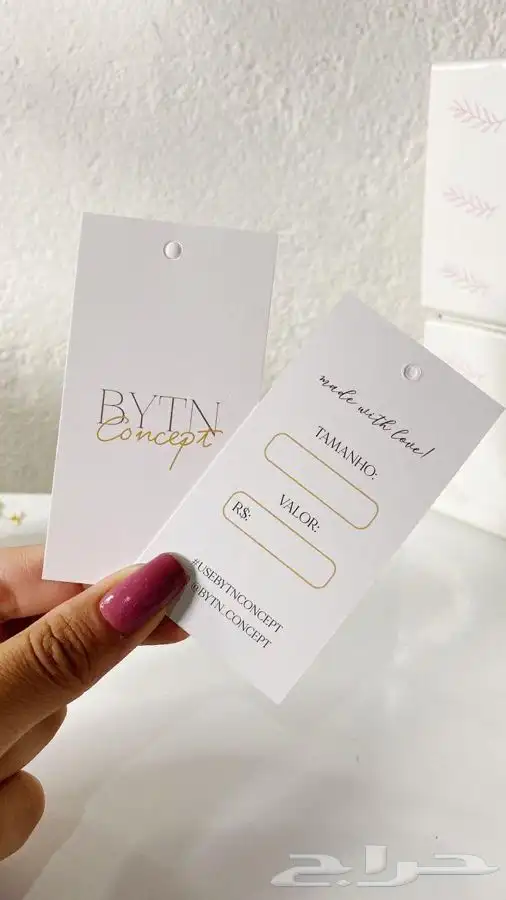 BYTN
Concept
made with love!
TAMANHO:
VALOR:
R$:
#USEBYTNCONCEPT
@BYTN_CONCEPT
حراج